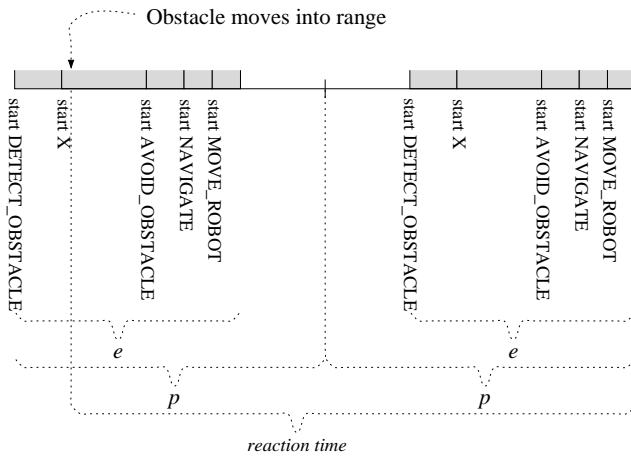 Obstacle moves into range
start DETECT_OBSTACLE
start X
start AVOID_OBSTACLE
start NAVIGATE
start MOVE_ROBOT
start DETECT_OBSTACLE
start X
start AVOID_OBSTACLE
start NAVIGATE
start MOVE_ROBOT
e
e
p
p
reaction time